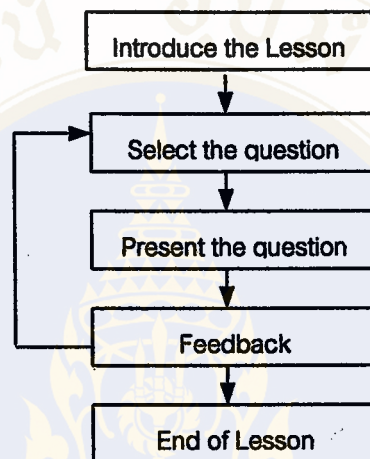 Introduce the Lesson
Select the question
Present the question
Feedback
End of Lesson